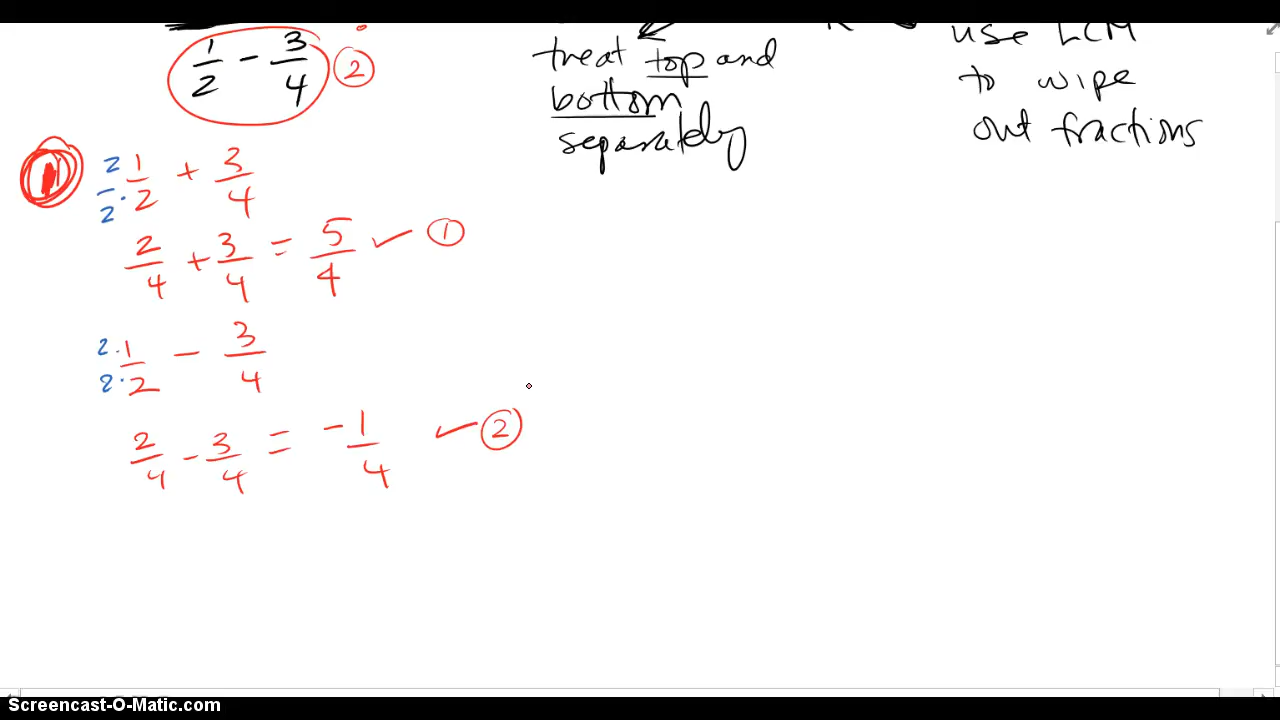 1/2 - 3/4 ②
treat top and
bottom
separately
use LCM
to wipe
out fractions
① 2/2 · 1/2 + 3/4
2/4 + 3/4 = 5/4 ✓ ①
2·1/2·2 - 3/4
2/4 - 3/4 = -1/4 ✓ ②
Screencast-O-Matic.com